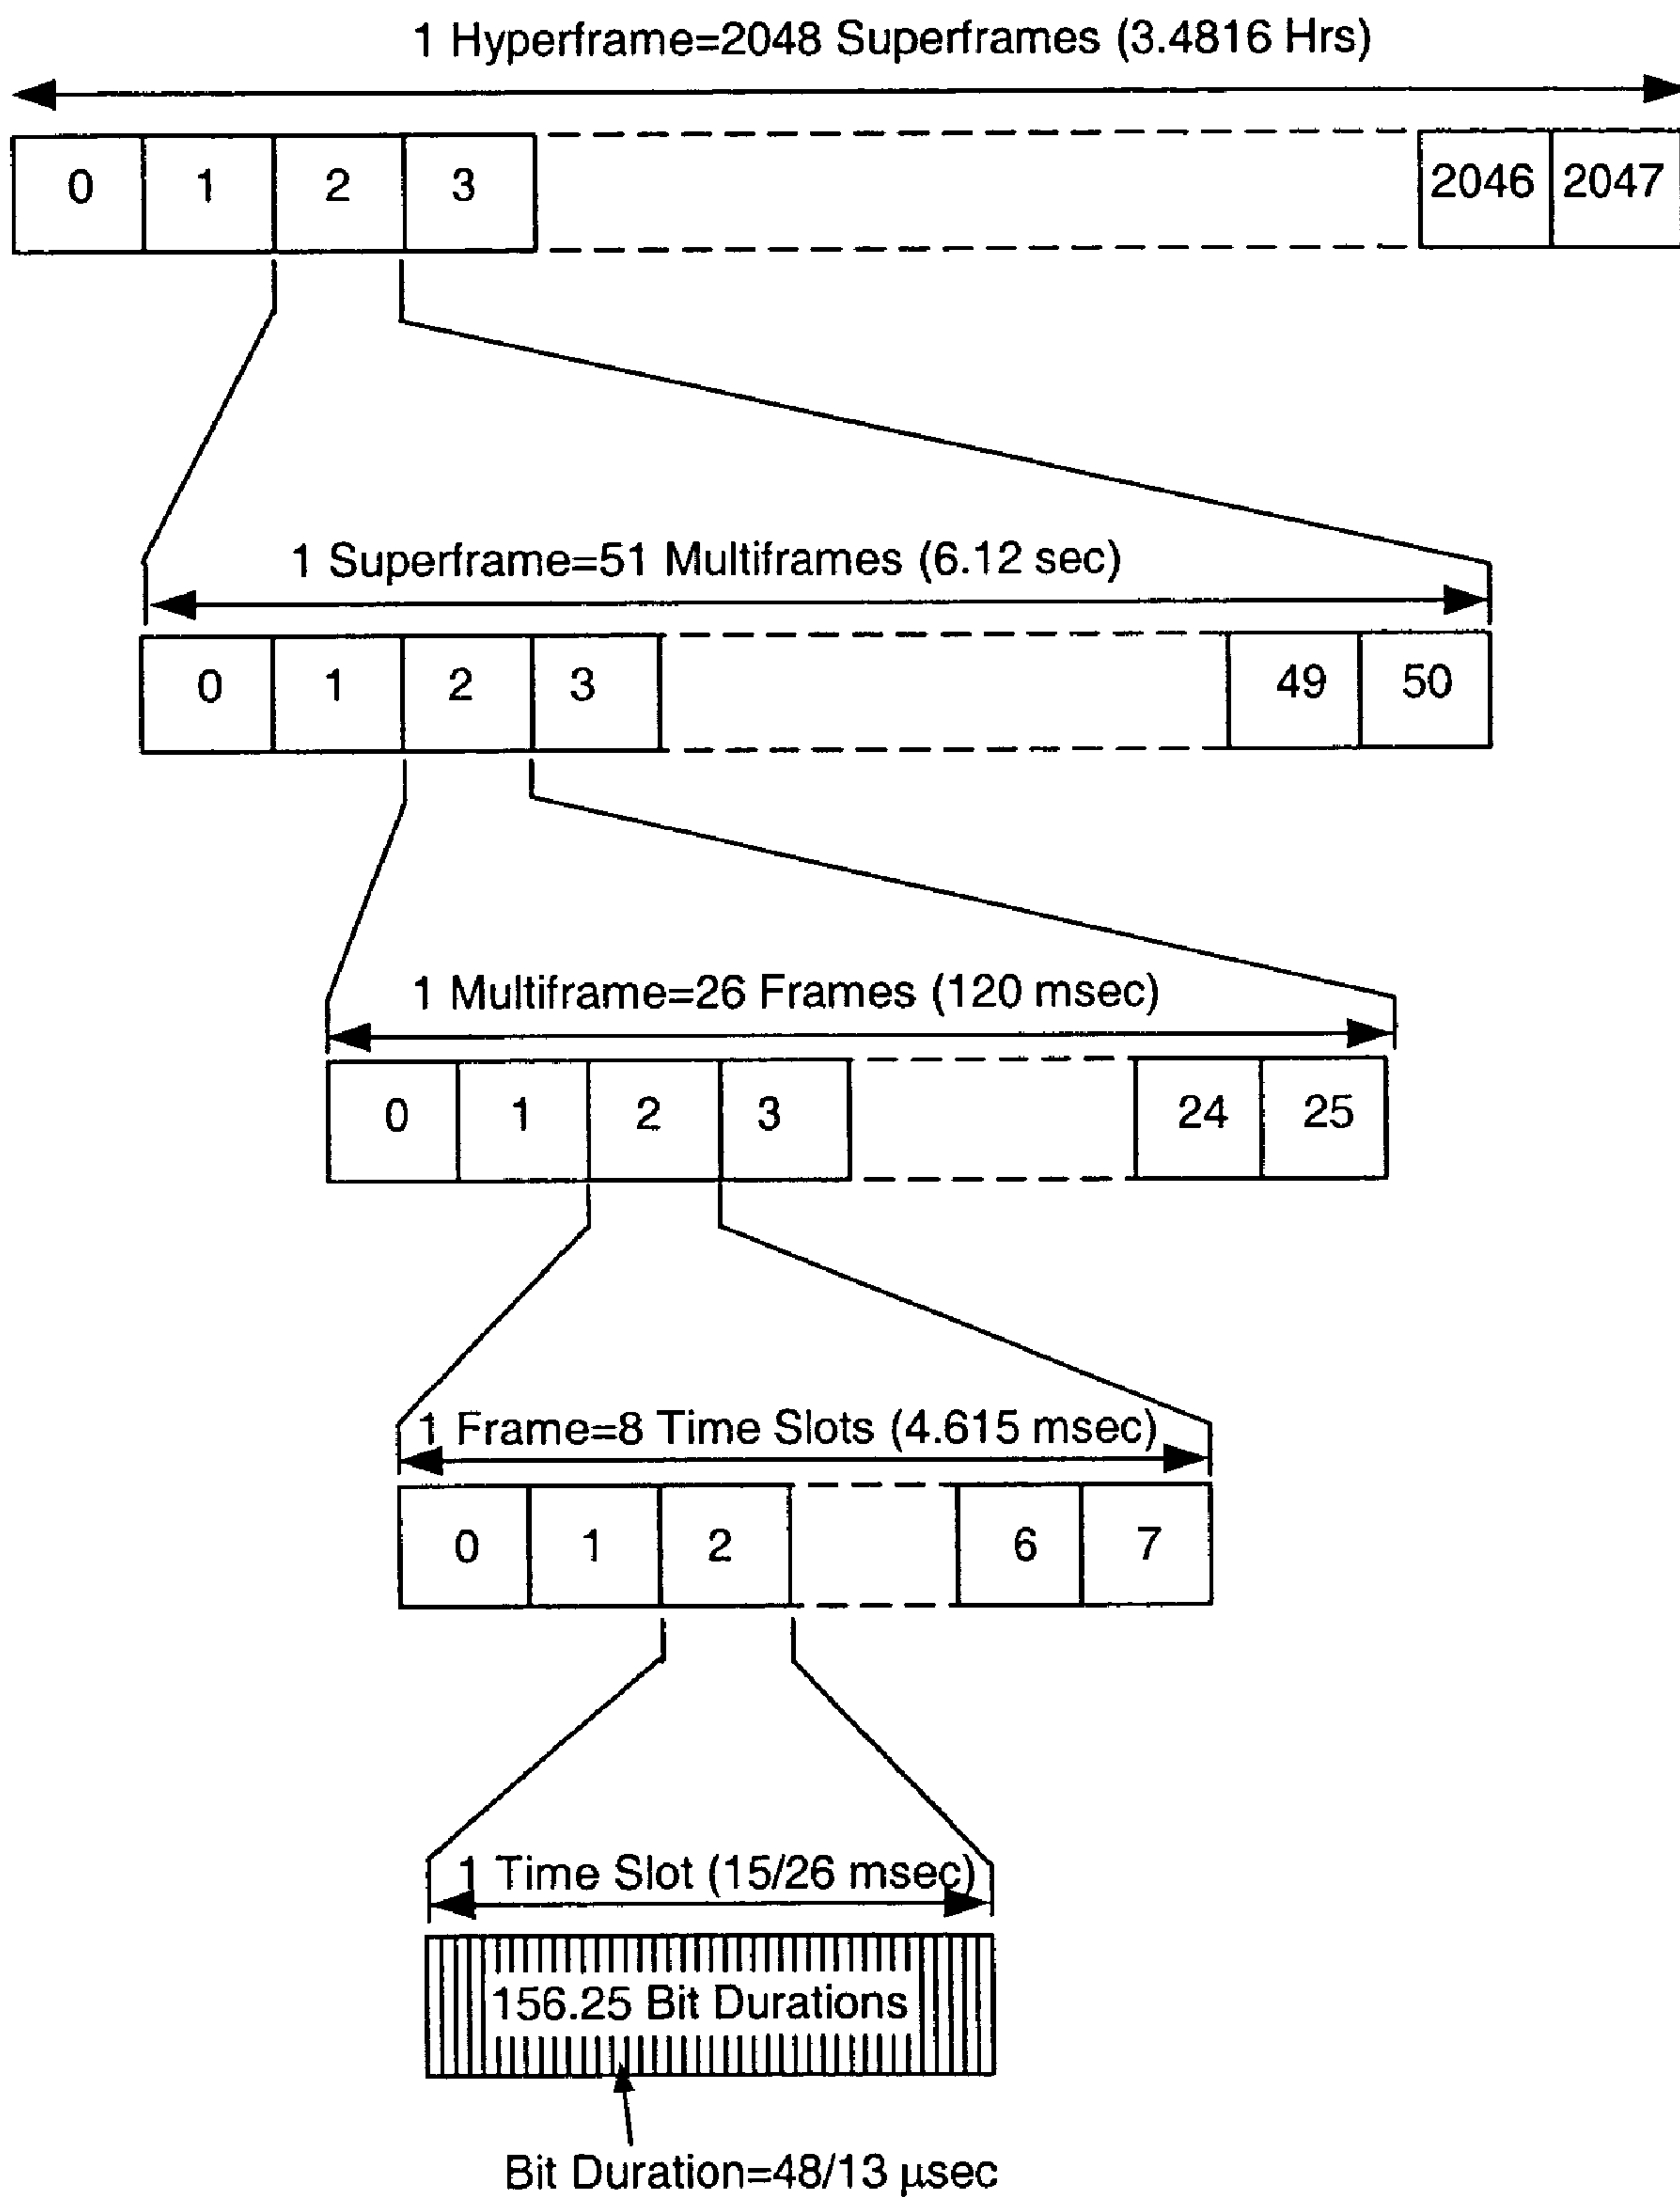 1 Hyperframe=2048 Superframes (3.4816 Hrs)
0 1 2 3 2046 2047
1 Superframe=51 Multiframes (6.12 sec)
0 1 2 3 49 50
1 Multiframe=26 Frames (120 msec)
0 1 2 3 24 25
1 Frame=8 Time Slots (4.615 msec)
0 1 2 6 7
1 Time Slot (15/26 msec)
156.25 Bit Durations
Bit Duration=48/13 μsec